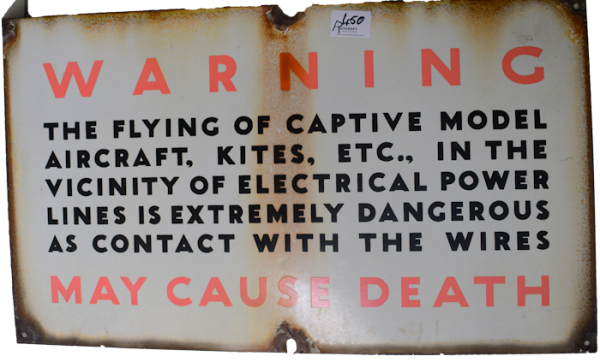 450
WARNING
THE FLYING OF CAPTIVE MODEL
AIRCRAFT, KITES, ETC., IN THE
VICINITY OF ELECTRICAL POWER
LINES IS EXTREMELY DANGEROUS
AS CONTACT WITH THE WIRES
MAY CAUSE DEATH